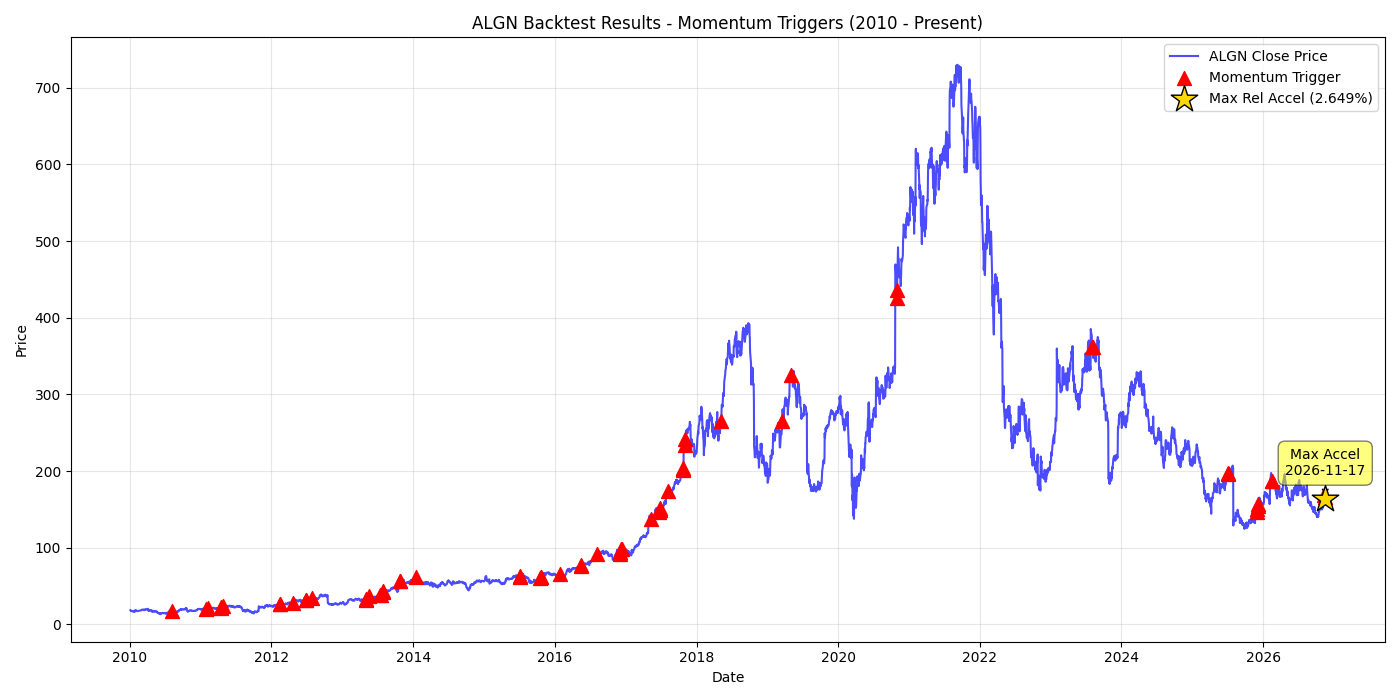 ALGN Backtest Results - Momentum Triggers (2010 - Present)
ALGN Close Price
Momentum Trigger
Max Rel Accel (2.649%)
Price
700
600
500
400
300
200
100
0
Max Accel
2026-11-17
2010
2012
2014
2016
2018
2020
2022
2024
2026
Date